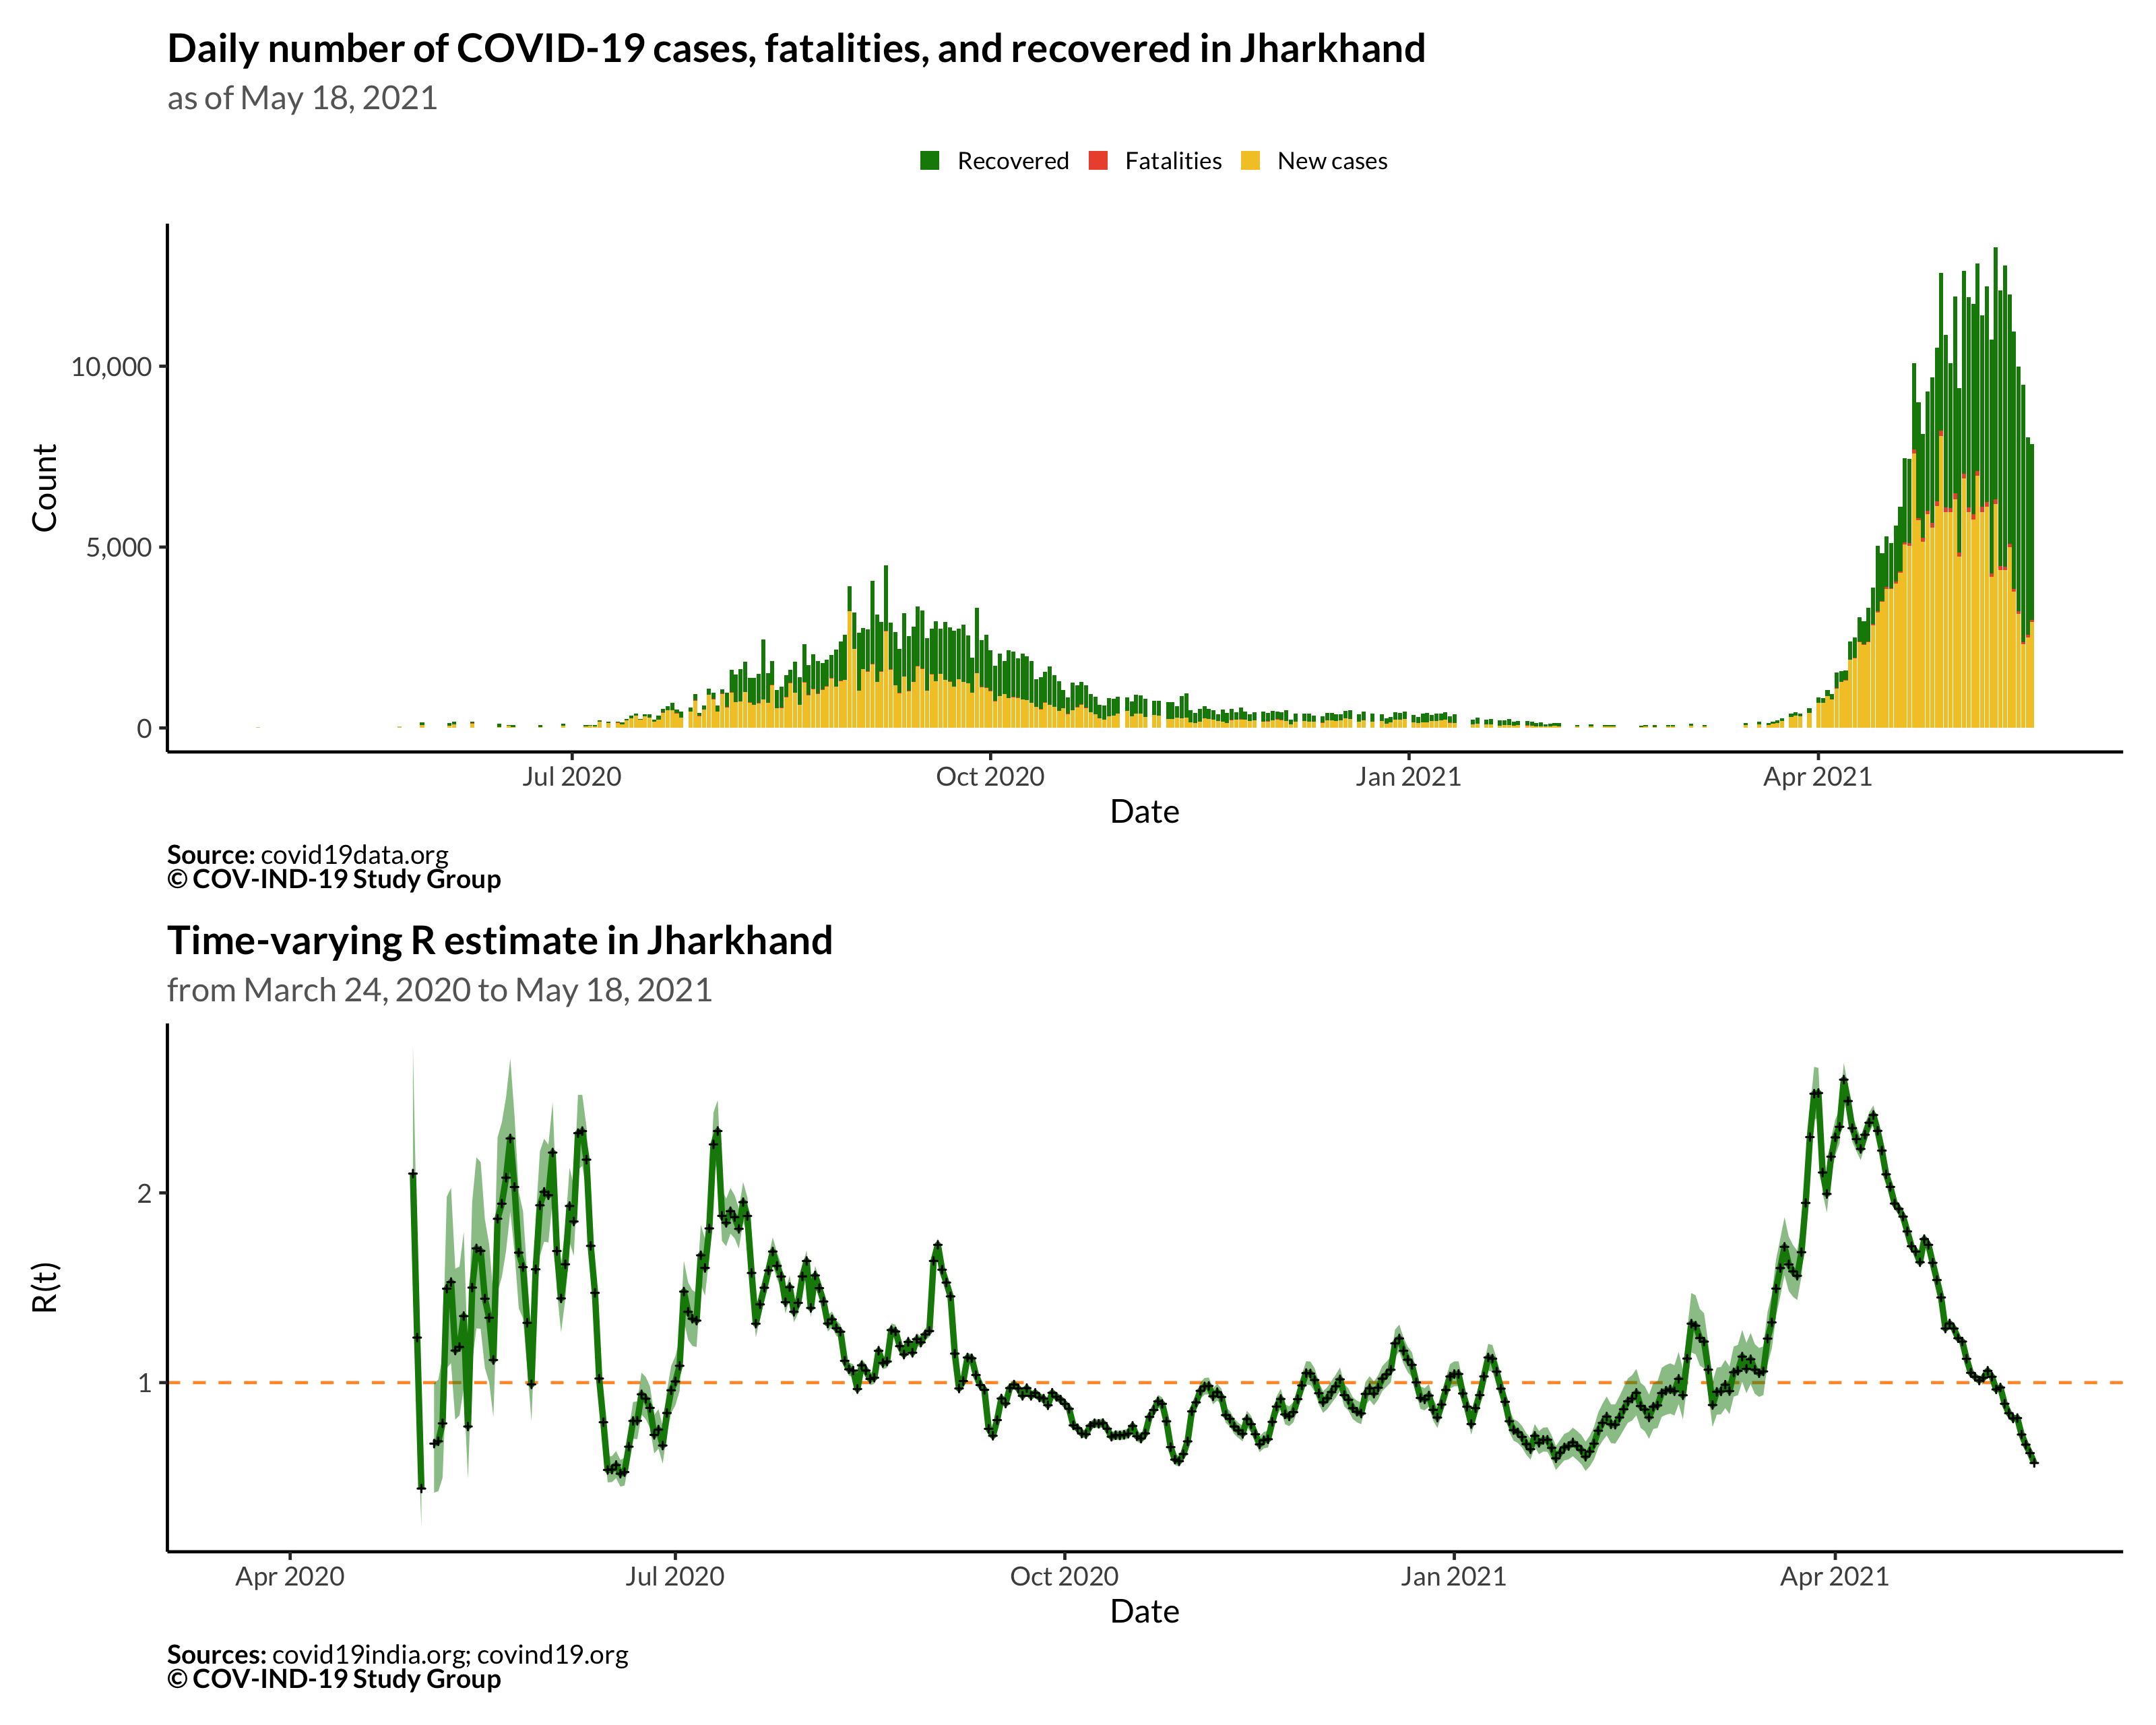 Daily number of COVID-19 cases, fatalities, and recovered in Jharkhand
as of May 18, 2021
Recovered Fatalities New cases
Count
10,000
5,000
0
Jul 2020 Oct 2020 Jan 2021 Apr 2021
Date
Source: covid19data.org
© COV-IND-19 Study Group
Time-varying R estimate in Jharkhand
from March 24, 2020 to May 18, 2021
R(t)
2
1
Apr 2020 Jul 2020 Oct 2020 Jan 2021 Apr 2021
Date
Sources: covid19india.org; covind19.org
© COV-IND-19 Study Group